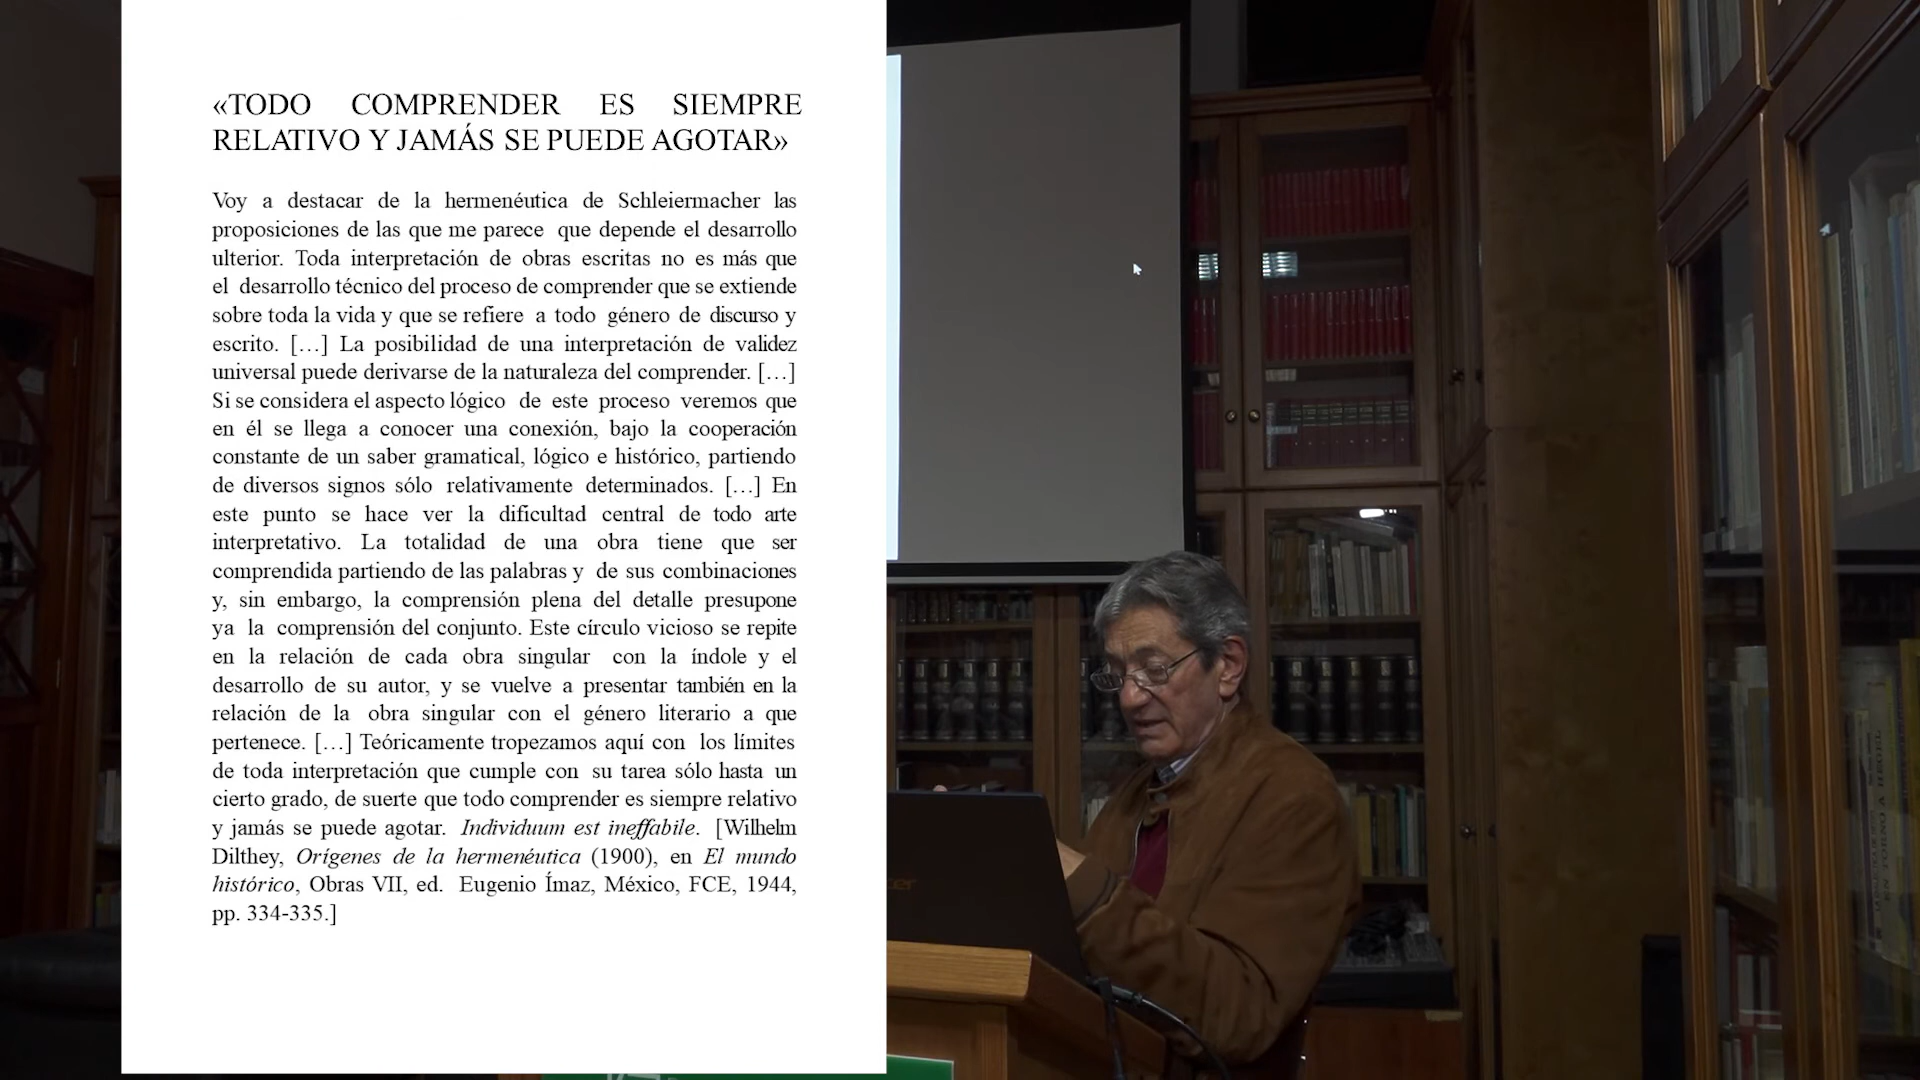 «TODO COMPRENDER ES SIEMPRE
RELATIVO Y JAMÁS SE PUEDE AGOTAR»
Voy a destacar de la hermenéutica de Schleiermacher las
proposiciones de las que me parece que depende el desarrollo
ulterior. Toda interpretación de obras escritas no es más que
el desarrollo técnico del proceso de comprender que se extiende
sobre toda la vida y que se refiere a todo género de discurso y
escrito. […] La posibilidad de una interpretación de validez
universal puede derivarse de la naturaleza del comprender. […]
Si se considera el aspecto lógico de este proceso veremos que
en él se llega a conocer una conexión, bajo la cooperación
constante de un saber gramatical, lógico e histórico, partiendo
de diversos signos sólo relativamente determinados. […] En
este punto se hace ver la dificultad central de todo arte
interpretativo. La totalidad de una obra tiene que ser
comprendida partiendo de las palabras y de sus combinaciones
y, sin embargo, la comprensión plena del detalle presupone
ya la comprensión del conjunto. Este círculo vicioso se repite
en la relación de cada obra singular con la índole y el
desarrollo de su autor, y se vuelve a presentar también en la
relación de la obra singular con el género literario a que
pertenece. […] Teóricamente tropezamos aquí con los límites
de toda interpretación que cumple con su tarea sólo hasta un
cierto grado, de suerte que todo comprender es siempre relativo
y jamás se puede agotar. Individuum est ineffabile. [Wilhelm
Dilthey, Orígenes de la hermenéutica (1900), en El mundo
histórico, Obras VII, ed. Eugenio Ímaz, México, FCE, 1944,
pp. 334-335.]